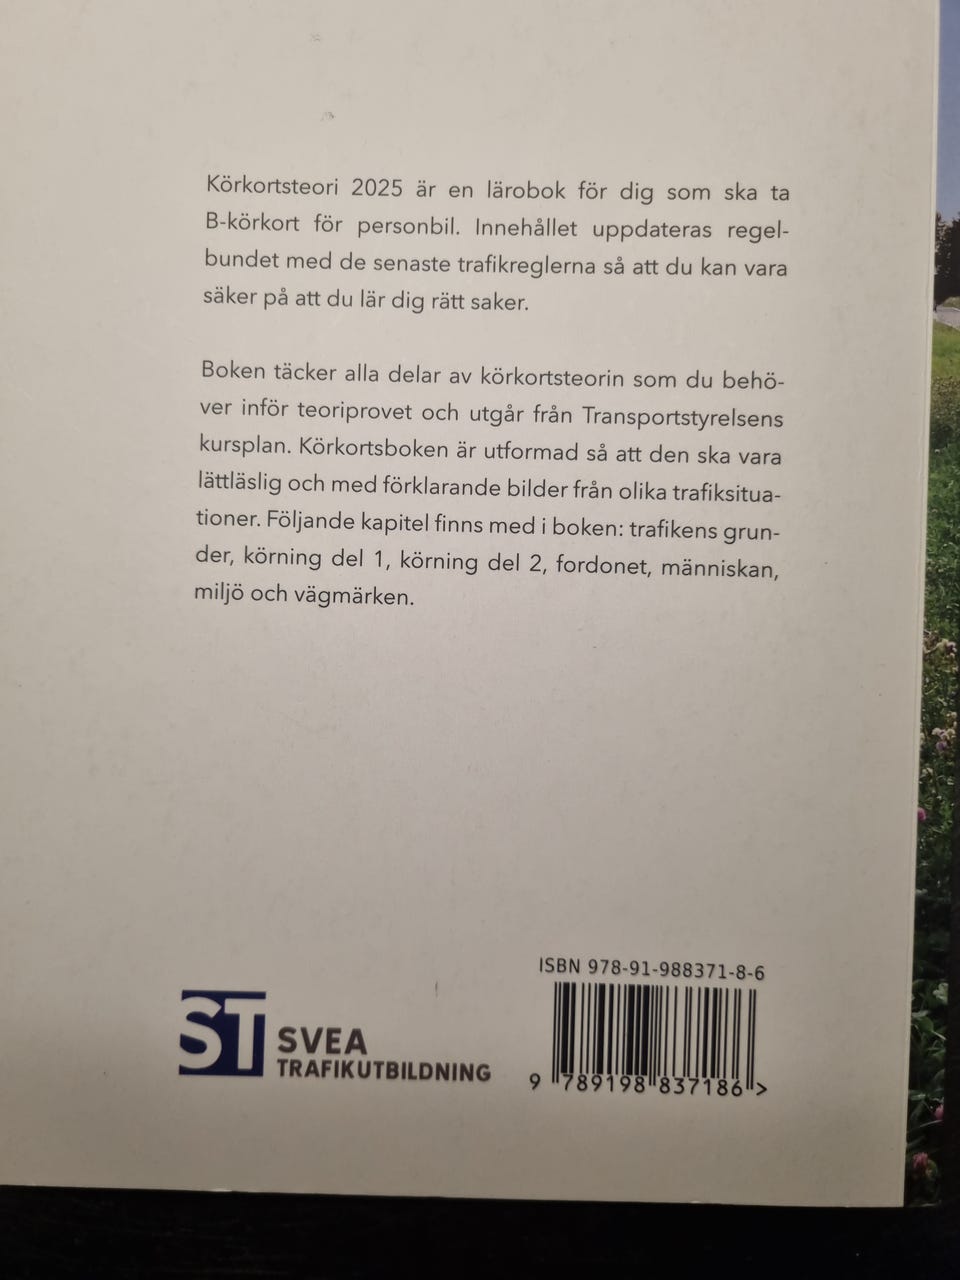 Körkortsteori 2025 är en lärobok för dig som ska ta
B-körkort för personbil. Innehållet uppdateras regel-
bundet med de senaste trafikreglerna så att du kan vara
säker på att du lär dig rätt saker.
Boken täcker alla delar av körkortsteorin som du behö-
ver inför teoriprovet och utgår från Transportstyrelsens
kursplan. Körkortsboken är utformad så att den ska vara
lättläslig och med förklarande bilder från olika trafiksitua-
tioner. Följande kapitel finns med i boken: trafikens grun-
der, körning del 1, körning del 2, fordonet, människan,
miljö och vägmärken.
ST SVEA
TRAFIKUTBILDNING
ISBN 978-91-988371-8-6
9 789198 837186 >